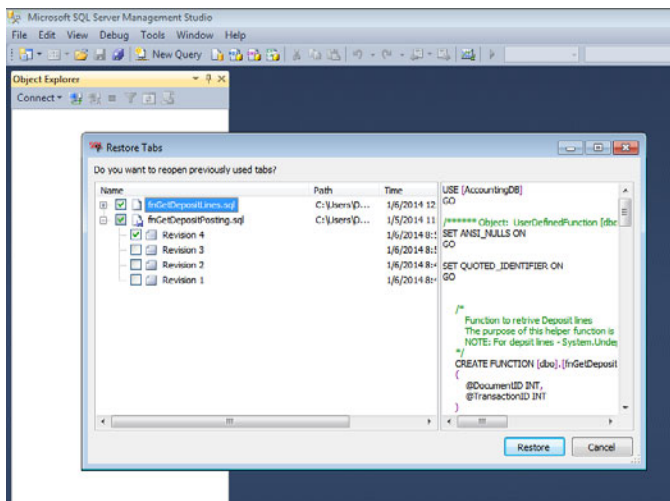 Microsoft SQL Server Management Studio
File Edit View Debug Tools Window Help
New Query
Object Explorer
Connect
Restore Tabs
Do you want to reopen previously used tabs?
Name Path Time
fnGetDepositLines.sql C:\Users\D... 1/6/2014 12
fnGetDepositPosting.sql C:\Users\D... 1/5/2014 11
Revision 4 1/6/2014 8:5
Revision 3 1/6/2014 8:5
Revision 2 1/6/2014 8:4
Revision 1 1/6/2014 8:4
USE [AccountingDB]
GO
/****** Object: UserDefinedFunction [dbo
SET ANSI_NULLS ON
GO
SET QUOTED_IDENTIFIER ON
GO
/*
Function to retrive Deposit lines
The purpose of this helper function is
NOTE: For depsit lines - System.Unde
*/
CREATE FUNCTION [dbo].[fnGetDeposit
(
@DocumentID INT,
@TransactionID INT
)
Restore Cancel